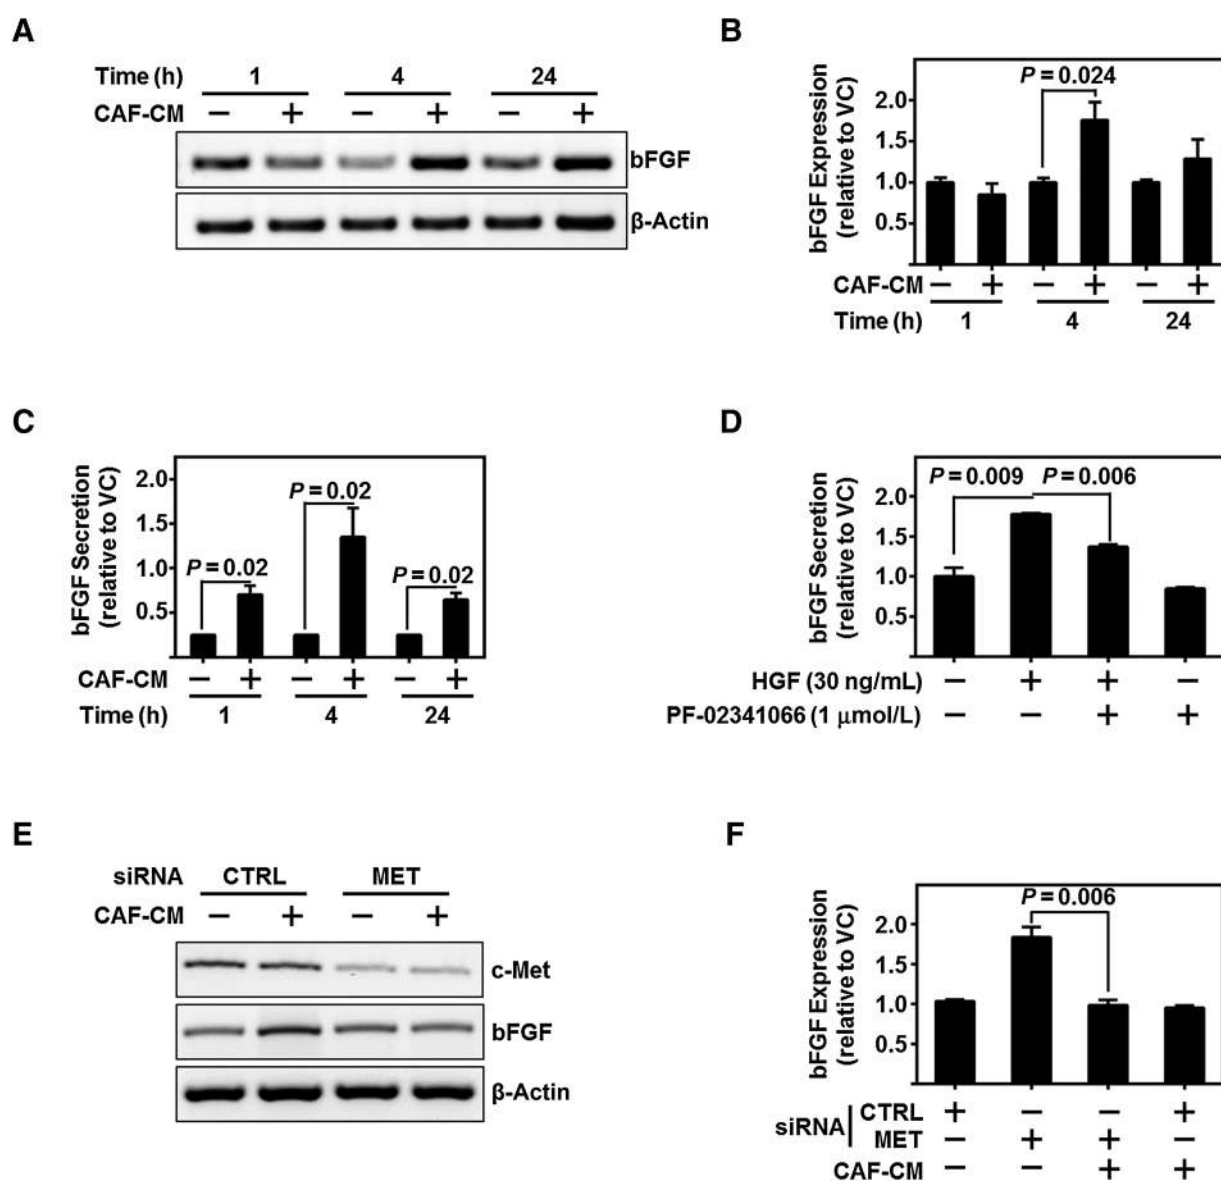 A
Time (h) 1 4 24
CAF-CM − + − + − +
bFGF
β-Actin
B
bFGF Expression
(relative to VC)
2.0
1.5
1.0
0.5
P = 0.024
CAF-CM − + − + − +
Time (h) 1 4 24
C
bFGF Secretion
(relative to VC)
2.0
1.5
1.0
0.5
P = 0.02
P = 0.02
P = 0.02
CAF-CM − + − + − +
Time (h) 1 4 24
D
bFGF Secretion
(relative to VC)
2.0
1.5
1.0
0.5
P = 0.009 P = 0.006
HGF (30 ng/mL) − + + −
PF-02341066 (1 μmol/L) − − + +
E
siRNA CTRL MET
CAF-CM − + − +
c-Met
bFGF
β-Actin
F
bFGF Expression
(relative to VC)
2.0
1.5
1.0
0.5
P = 0.006
siRNA
CTRL + − − +
MET − + + −
CAF-CM − − + +